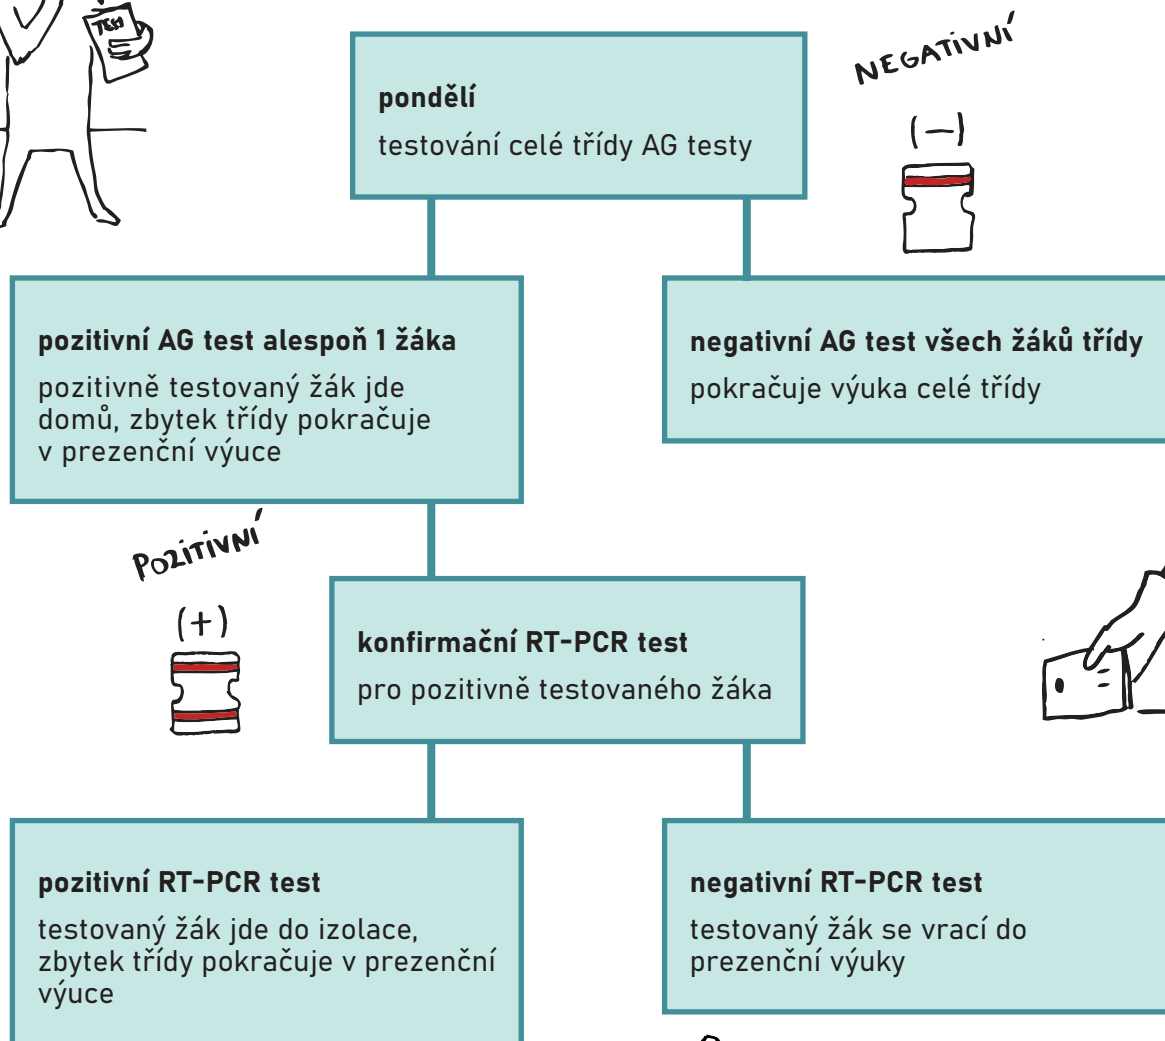 TEST
NEGATIVNÍ
pondělí
testování celé třídy AG testy
(−)
pozitivní AG test alespoň 1 žáka
pozitivně testovaný žák jde
domů, zbytek třídy pokračuje
v prezenční výuce
negativní AG test všech žáků třídy
pokračuje výuka celé třídy
POZITIVNÍ
(+)
konfirmační RT-PCR test
pro pozitivně testovaného žáka
pozitivní RT-PCR test
testovaný žák jde do izolace,
zbytek třídy pokračuje v prezenční
výuce
negativní RT-PCR test
testovaný žák se vrací do
prezenční výuky